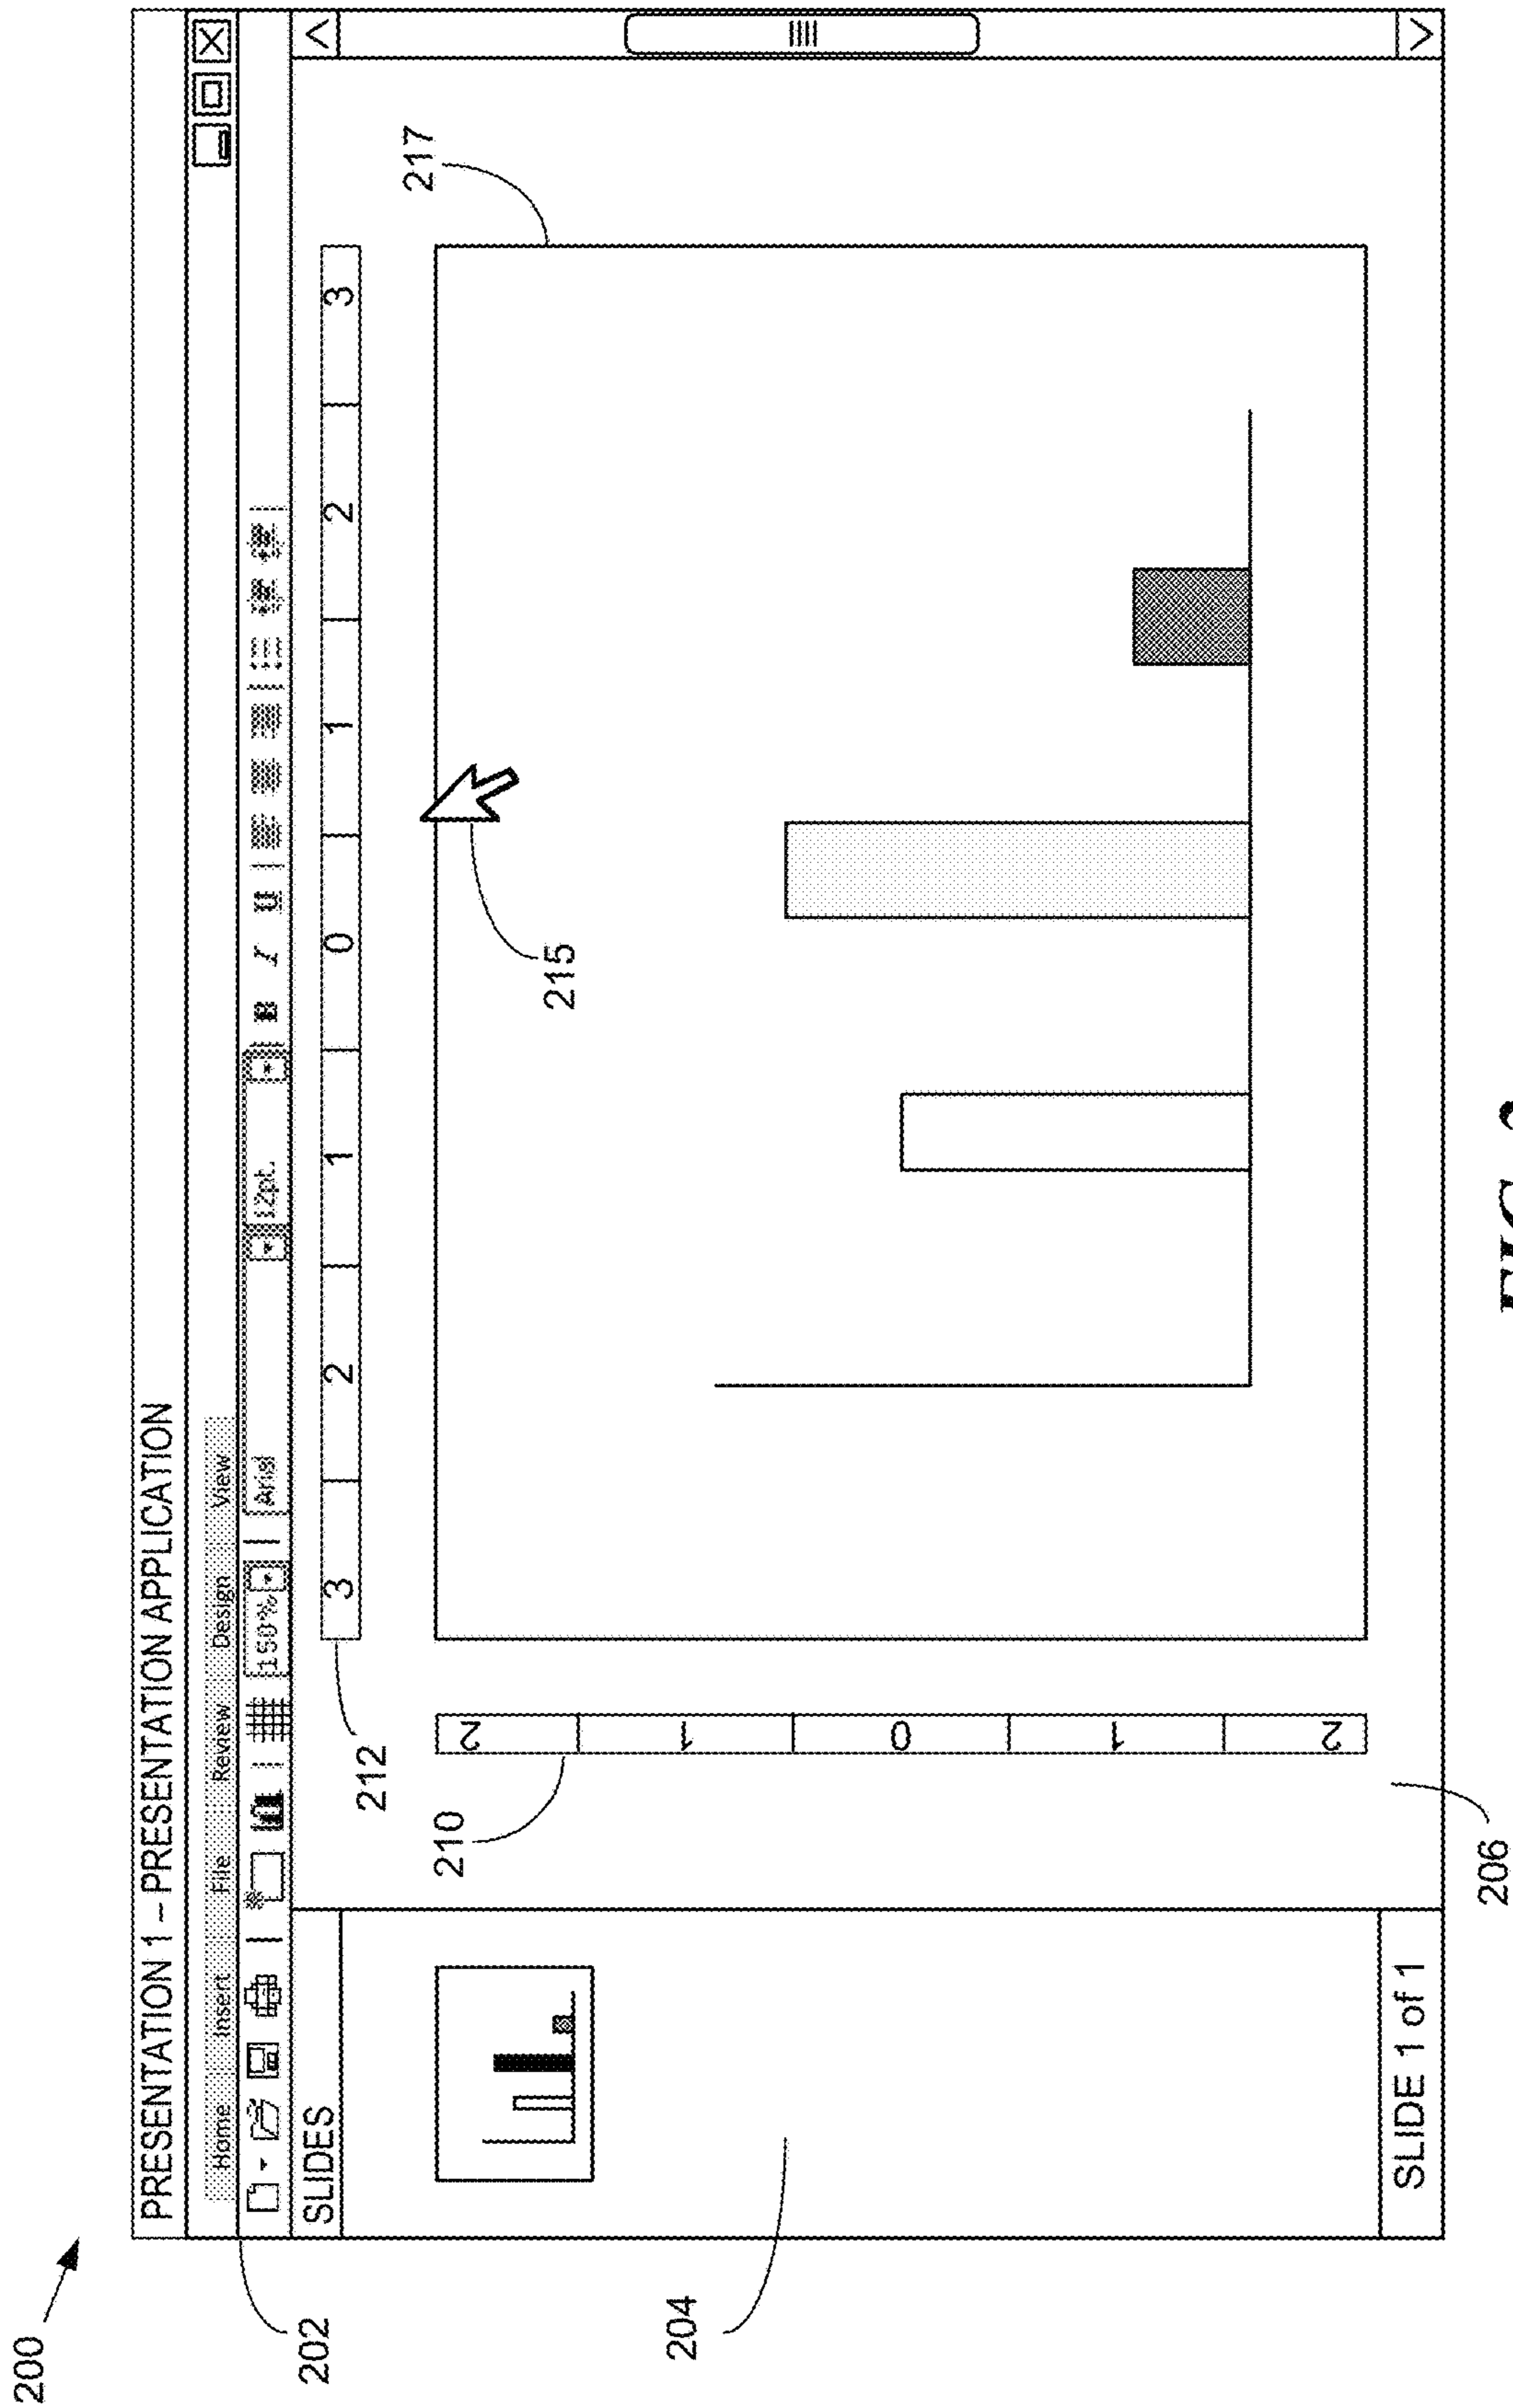 200
PRESENTATION 1 – PRESENTATION APPLICATION
Home Insert File Review Design View
202
150% Arial 12pt. B I U
SLIDES
3 2 1 0 1 2 3
212
217
210
2
1
0
1
2
215
204
SLIDE 1 of 1
206